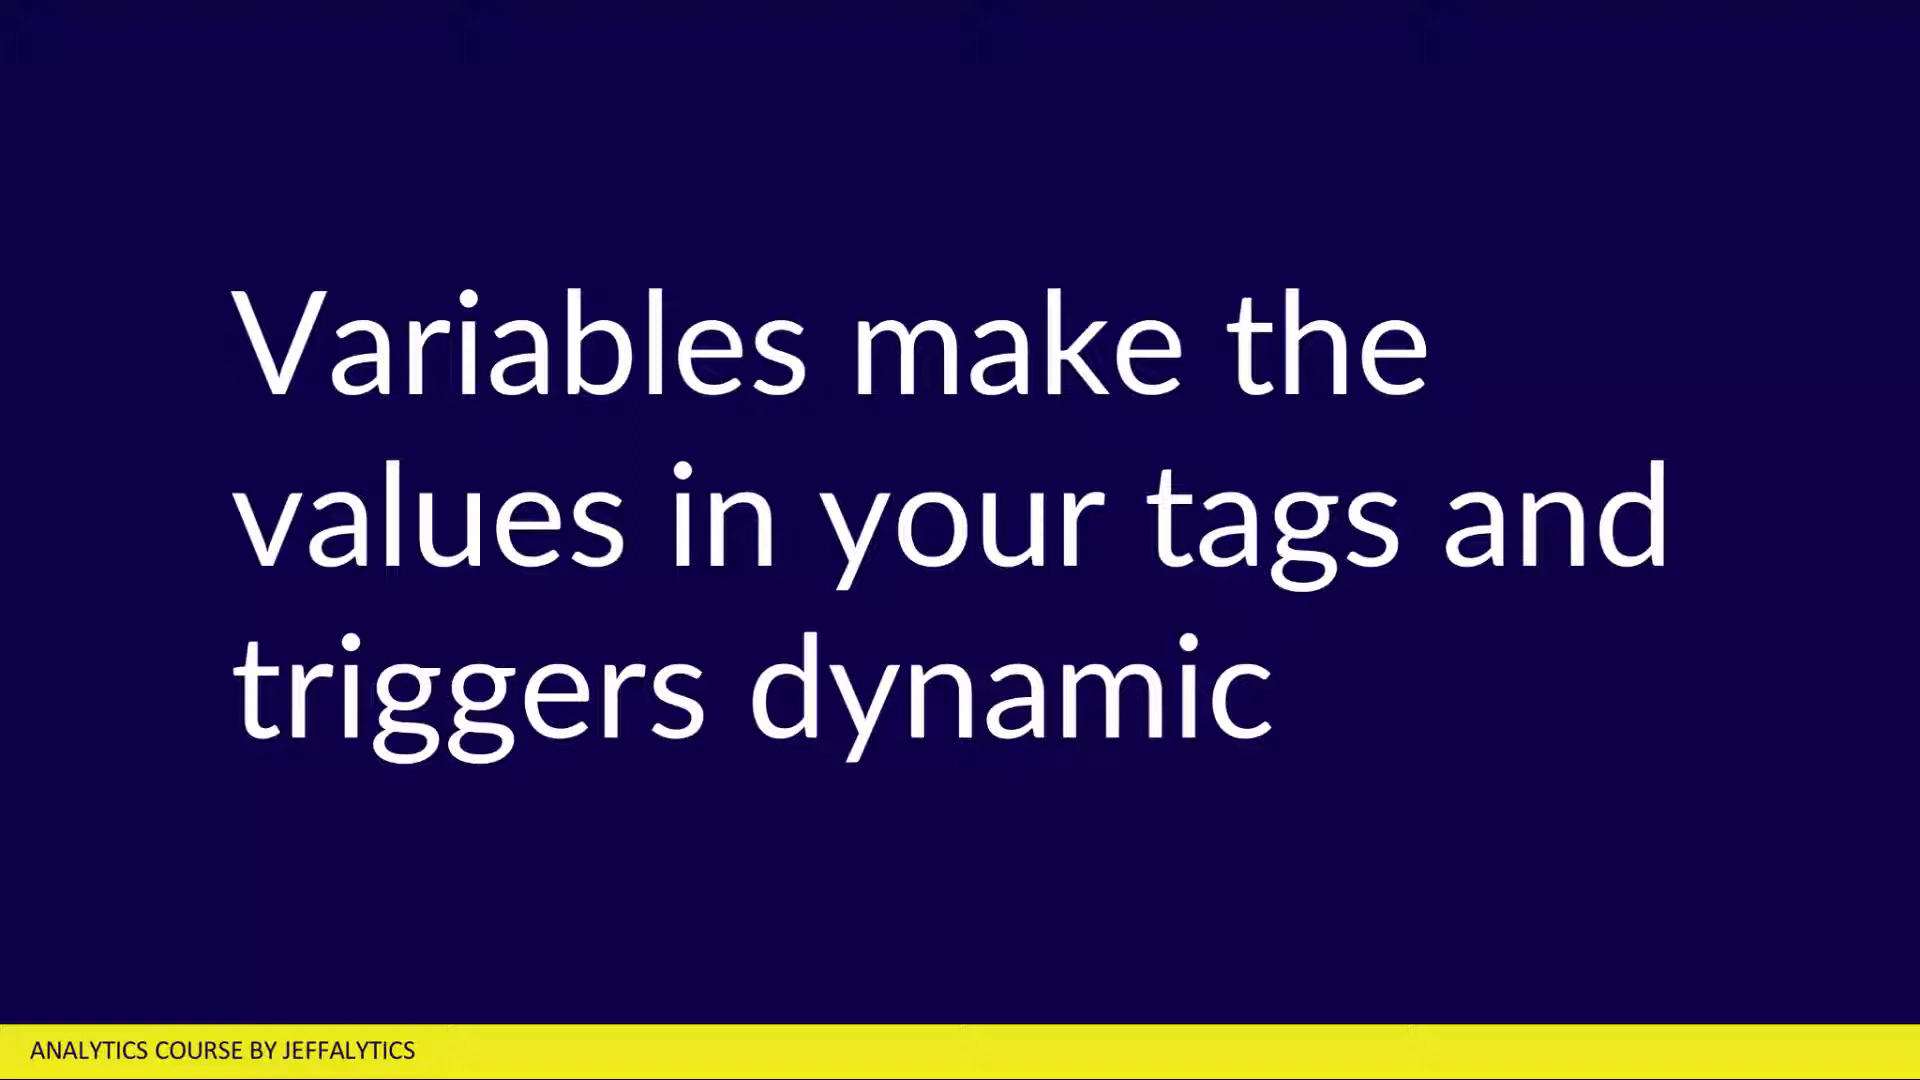 Variables make the
values in your tags and
triggers dynamic
ANALYTICS COURSE BY JEFFALYTICS